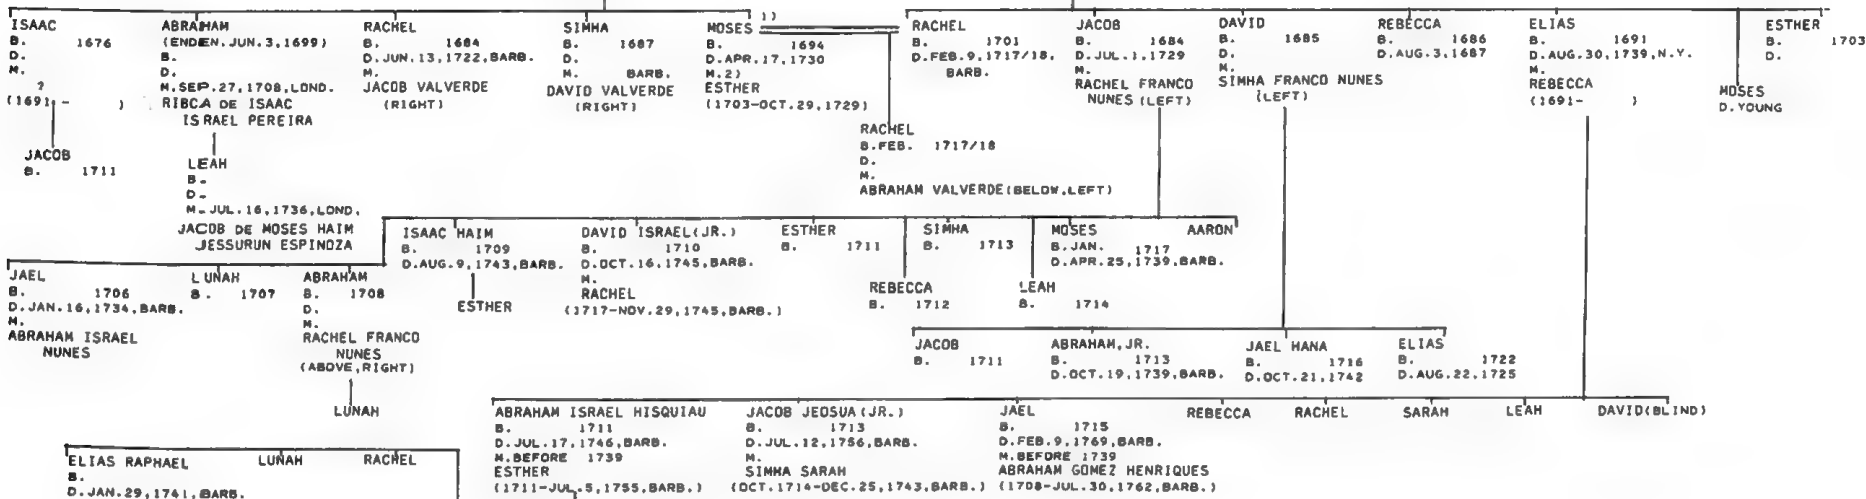 ISAAC
B. 1676
D.
M.
?
(1691- )
JACOB
B. 1711
ABRAHAM
(ENDEN.JUN.3,1699)
B.
D.
M.SEP.27,1708,LOND.
RIBCA DE ISAAC
ISRAEL PEREIRA
LEAH
B.
D.
M.JUL.16,1736,LOND.
JACOB DE MOSES HAIM
JESSURUN ESPINOZA
RACHEL
B. 1684
D.JUN.13,1722,BARB.
M.
JACOB VALVERDE
(RIGHT)
SIMHA
B. 1687
D.
M. BARB.
DAVID VALVERDE
(RIGHT)
MOSES
B. 1694
D.APR.17,1730
M.2)
ESTHER
(1703-OCT.29,1729)
1)
RACHEL
B. 1701
D.FEB.9,1717/18,
BARB.
RACHEL
B.FEB. 1717/18
D.
M.
ABRAHAM VALVERDE(BELOW,LEFT)
JACOB
B. 1684
D.JUL.1,1729
M.
RACHEL FRANCO
NUNES (LEFT)
DAVID
B. 1685
D.
M.
SIMHA FRANCO NUNES
(LEFT)
REBECCA
B. 1686
D.AUG.3,1687
ELIAS
B. 1691
D.AUG.30,1739,N.Y.
M.
REBECCA
(1691- )
MOSES
D.YOUNG
ESTHER
B. 1703
D.
JAEL
B. 1706
D.JAN.16,1734,BARB.
M.
ABRAHAM ISRAEL
NUNES
LUNAH
B. 1707
ABRAHAM
B. 1708
D.
M.
RACHEL FRANCO
NUNES
(ABOVE,RIGHT)
LUNAH
ISAAC HAIM
B. 1709
D.AUG.9,1743,BARB.
ESTHER
DAVID ISRAEL(JR.)
B. 1710
D.OCT.16,1745,BARB.
M.
RACHEL
(1717-NOV.29,1745,BARB.)
ESTHER
B. 1711
REBECCA
B. 1712
SIMHA
B. 1713
LEAH
B. 1714
MOSES
B.JAN. 1717
D.APR.25,1739,BARB.
AARON
JACOB
B. 1711
ABRAHAM,JR.
B. 1713
D.OCT.19,1739,BARB.
JAEL HANA
B. 1716
D.OCT.21,1742
ELIAS
B. 1722
D.AUG.22,1725
ABRAHAM ISRAEL HISQUIAU
B. 1711
D.JUL.17,1746,BARB.
M.BEFORE 1739
ESTHER
(1711-JUL.5,1755,BARB.)
JACOB JEOSUA(JR.)
B. 1713
D.JUL.12,1756,BARB.
M.
SIMHA SARAH
(OCT.1714-DEC.25,1743,BARB.)
JAEL
B. 1715
D.FEB.9,1769,BARB.
M.BEFORE 1739
ABRAHAM GOMEZ HENRIQUES
(1708-JUL.30,1762,BARB.)
REBECCA
RACHEL
SARAH
LEAH
DAVID(BLIND)
ELIAS RAPHAEL
B.
D.JAN.29,1741,BARB.
LUNAH
RACHEL